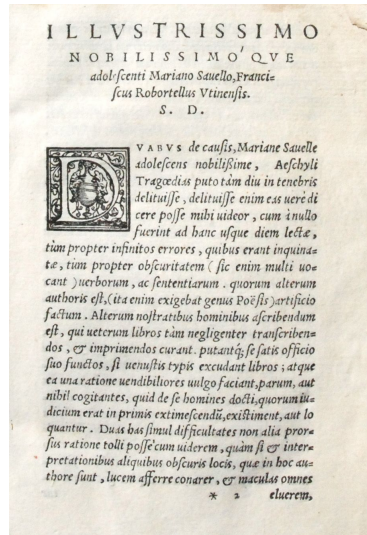 ILLVSTRISSIMO
NOBILISSIMO'QVE
adolescenti Mariano Sauello, Franci-
scus Robortellus Vtinensis.
S. D.
DVABVS de causis, Mariane Sauelle
adolescens nobilißime, Aeschyli
Tragœdias puto tám diu in tenebris
delituisse, delituisse enim eas uerè di
cere posse mihi uideor, cum à nullo
fuerint ad hanc usque diem lectæ,
tùm propter infinitos errores, quibus erant inquina-
tæ, tùm propter obscuritatem (sic enim multi uo-
cant) uerborum, ac sententiarum. quorum alterum
authoris est, (ita enim exigebat genus Poësis) artificio
factum. Alterum nostratibus hominibus ascribendum
est, qui ueterum libros tàm negligenter transcriben-
dos, & imprimendos curant. putantq; se satis officio
suo functos, si uenustis typis excudant libros; atque
ea una ratione uendibiliores uulgo faciant, parum, aut
nihil cogitantes, quid de se homines docti, quorum iu-
dicium erat in primis extimescendũ, existiment, aut lo
quantur. Duas has simul difficultates non alia pror-
sus ratione tolli posse cum uiderem, quàm si & inter-
pretationibus aliquibus obscuris locis, quæ in hoc au-
thore sunt, lucem afferre conarer, & maculas omnes
* 2 eluerem,